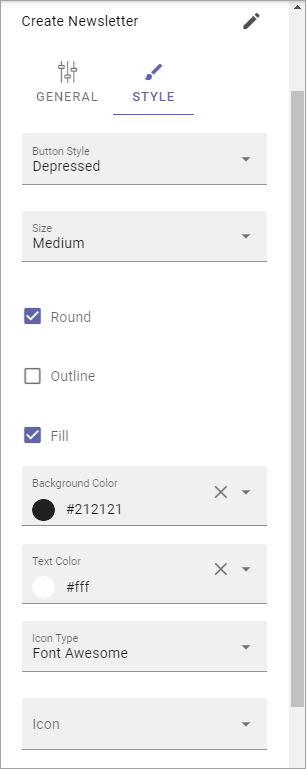 Create Newsletter
GENERAL STYLE
Button Style
Depressed
Size
Medium
Round
Outline
Fill
Background Color
#212121
Text Color
#fff
Icon Type
Font Awesome
Icon